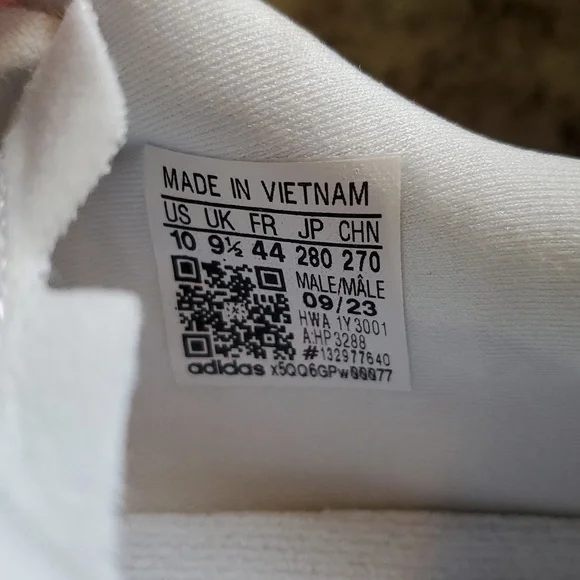 MADE IN VIETNAM
US UK FR JP CHN
10 9½ 44 280 270
MALE/MÂLE
09/23
HWA 1Y3001
A:HP3288
#132977640
adidas x5QQ6GPw00077